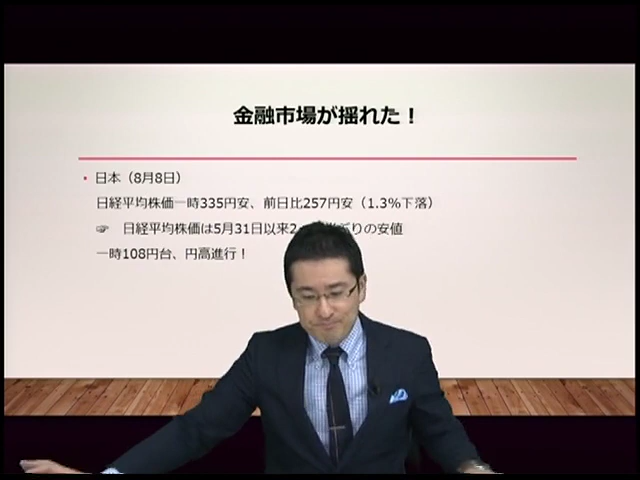 金融市場が揺れた！
・日本（8月8日）
日経平均株価一時335円安、前日比257円安（1.3%下落）
☞ 日経平均株価は5月31日以来2 ぶりの安値
一時108円台、円高進行！